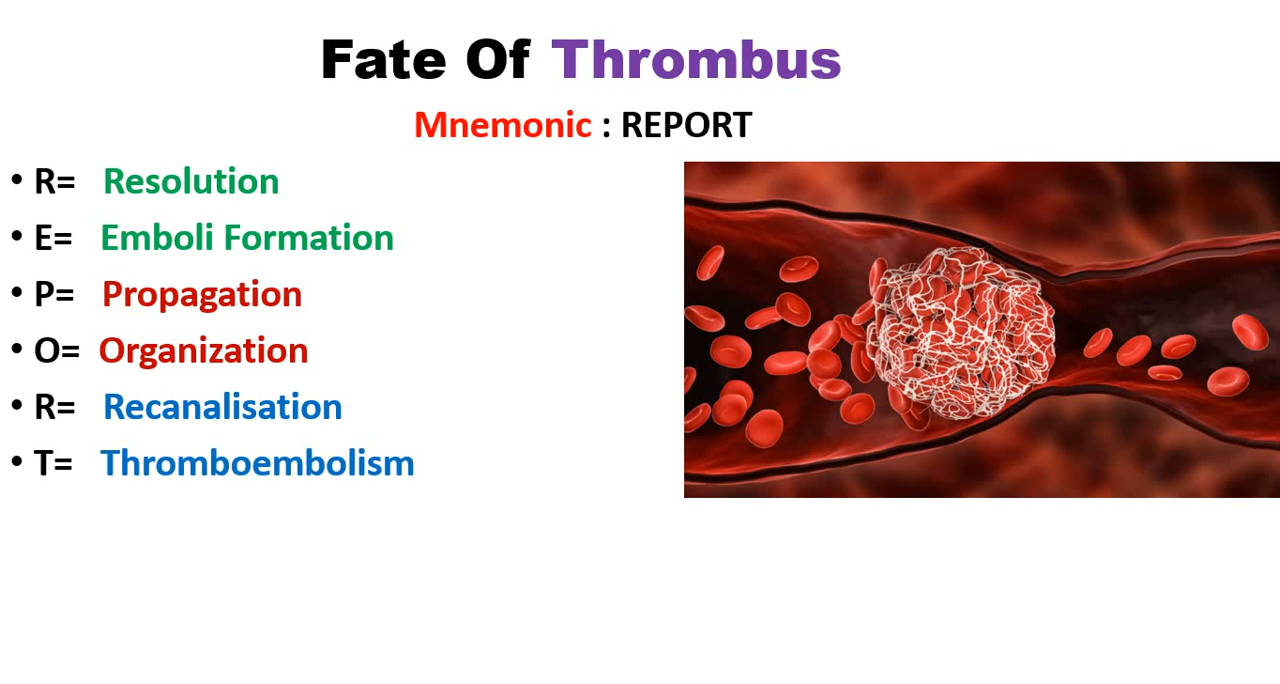 Fate Of Thrombus
Mnemonic : REPORT
• R= Resolution
• E= Emboli Formation
• P= Propagation
• O= Organization
• R= Recanalisation
• T= Thromboembolism